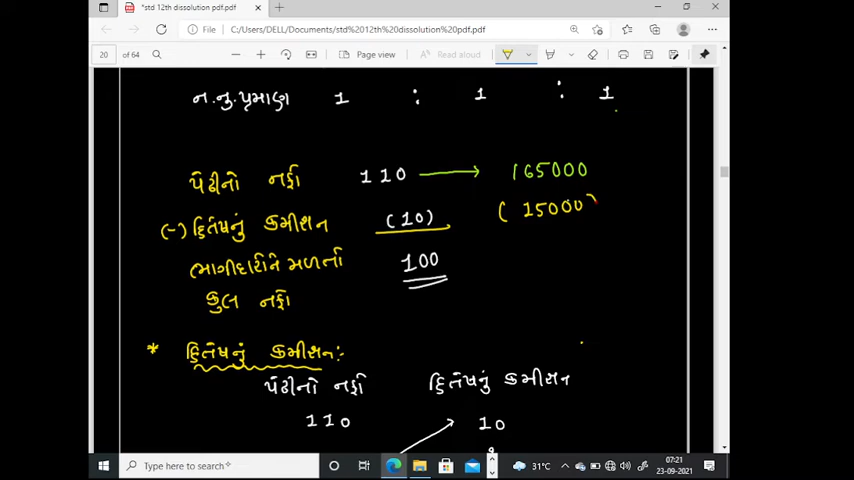 *std 12th dissolution pdf.pdf
File C:/Users/DELL/Documents/std%2012th%20dissolution%20pdf.pdf
20 of 64 Page view Read aloud
ન.નુ.પ્રમાણ 1 : 1 : 1
પેઢીનો નફો 110 → 165000
(-) હિતેષનું કમીશન (10) (15000)
ભાગીદારોને મળતો 100
કુલ નફો
* હિતેષનું કમીશન:-
પેઢીનો નફો હિતેષનું કમીશન
110 10
Type here to search 31°C 07:21
23-09-2021